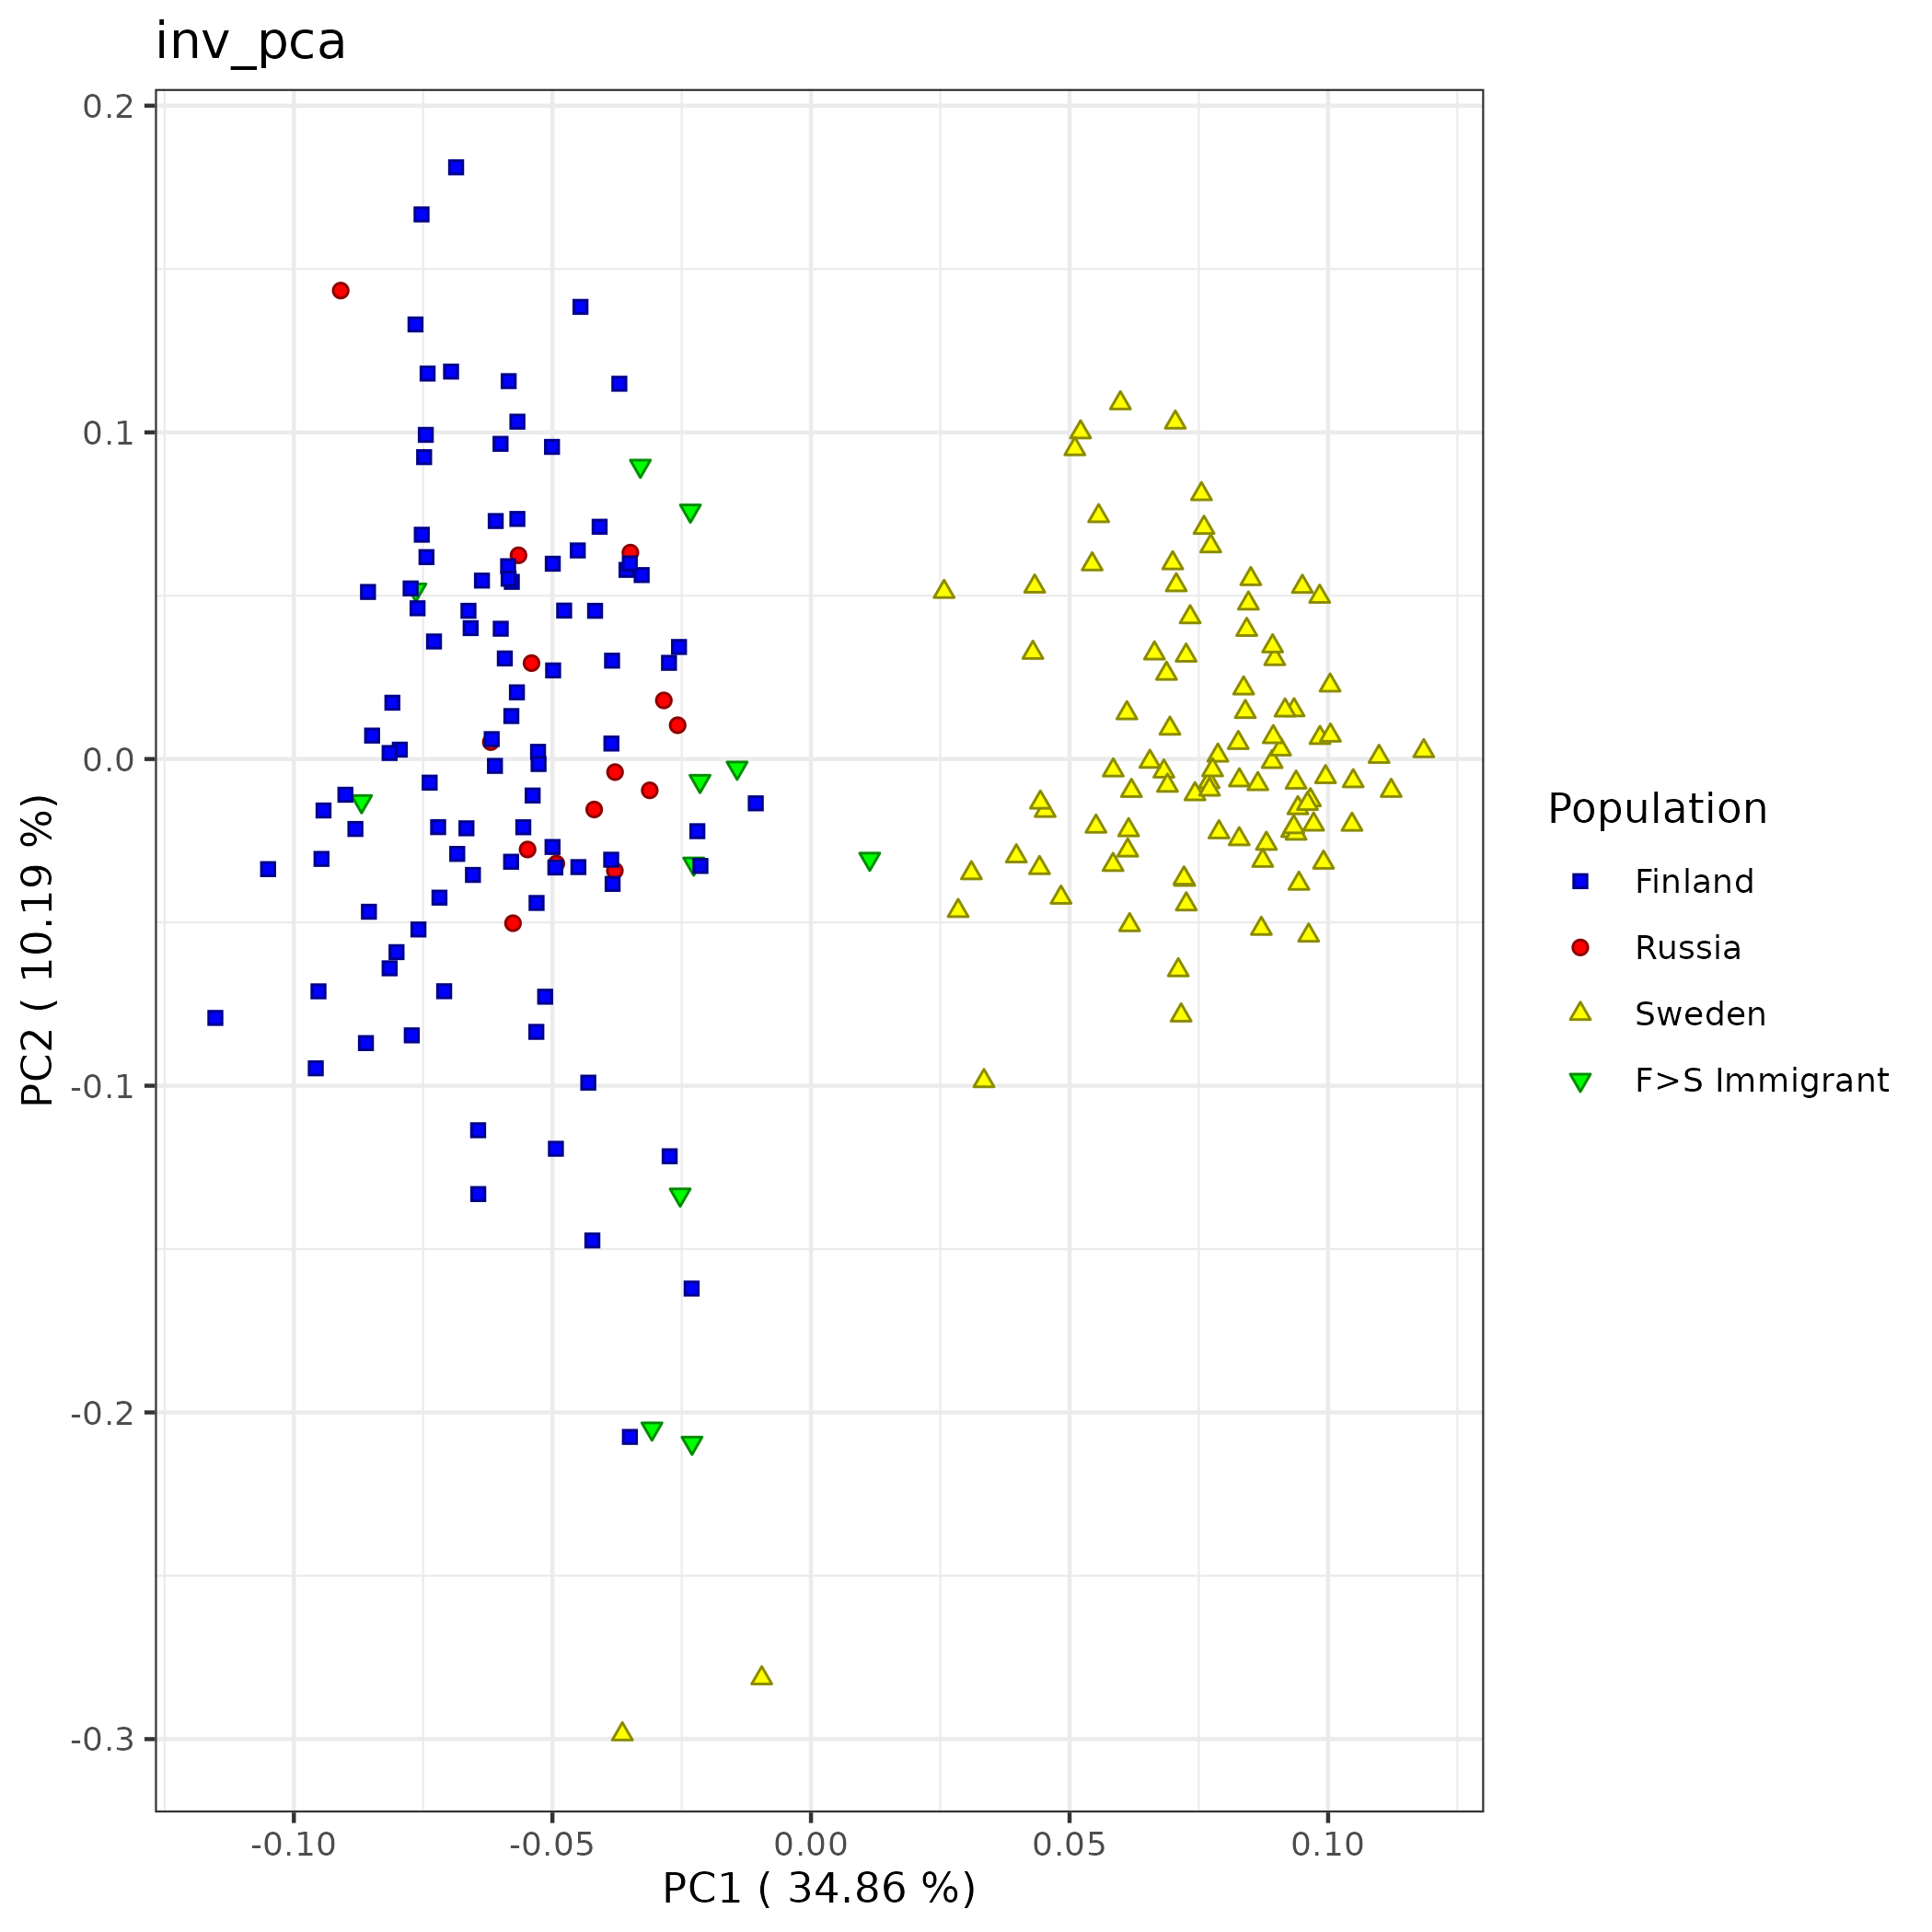 inv_pca
0.2
0.1
0.0
-0.1
-0.2
-0.3
PC2 ( 10.19 %)
-0.10
-0.05
0.00
0.05
0.10
PC1 ( 34.86 %)
Population
Finland
Russia
Sweden
F>S Immigrant